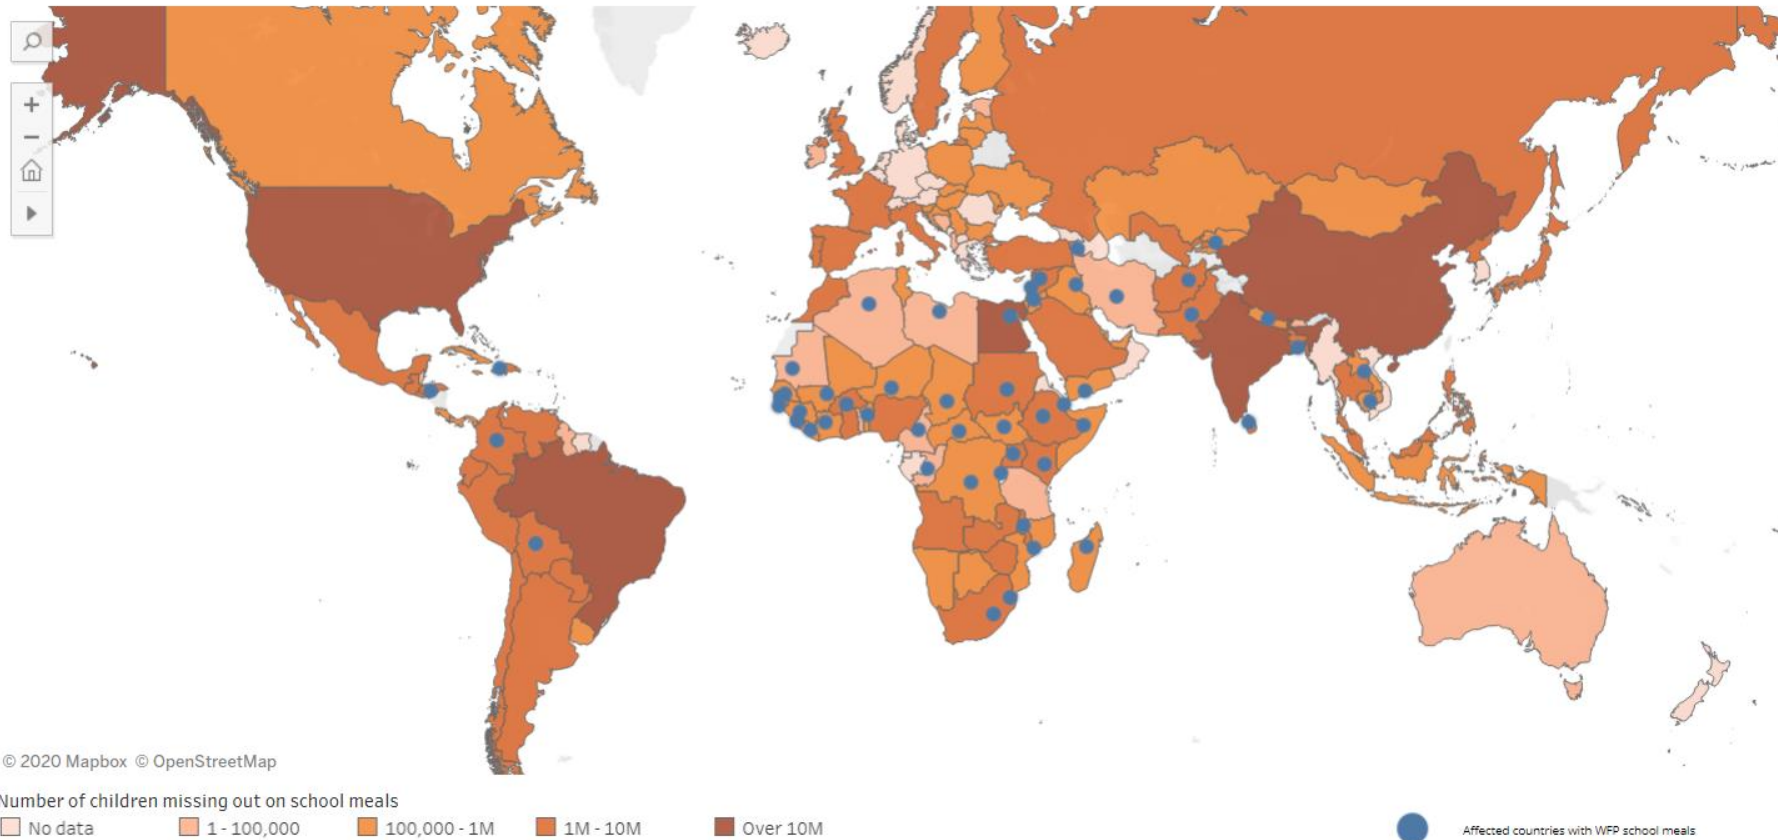 +
−
© 2020 Mapbox © OpenStreetMap
Number of children missing out on school meals
No data
1 - 100,000
100,000 - 1M
1M - 10M
Over 10M
Affected countries with WFP school meals